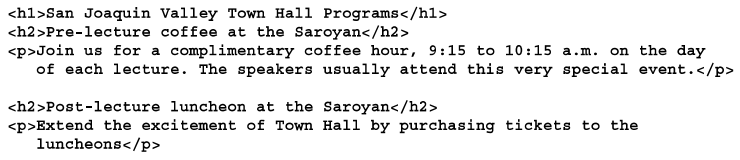 <h1>San Joaquin Valley Town Hall Programs</h1>
<h2>Pre-lecture coffee at the Saroyan</h2>
<p>Join us for a complimentary coffee hour, 9:15 to 10:15 a.m. on the day
of each lecture. The speakers usually attend this very special event.</p>
<h2>Post-lecture luncheon at the Saroyan</h2>
<p>Extend the excitement of Town Hall by purchasing tickets to the
luncheons</p>